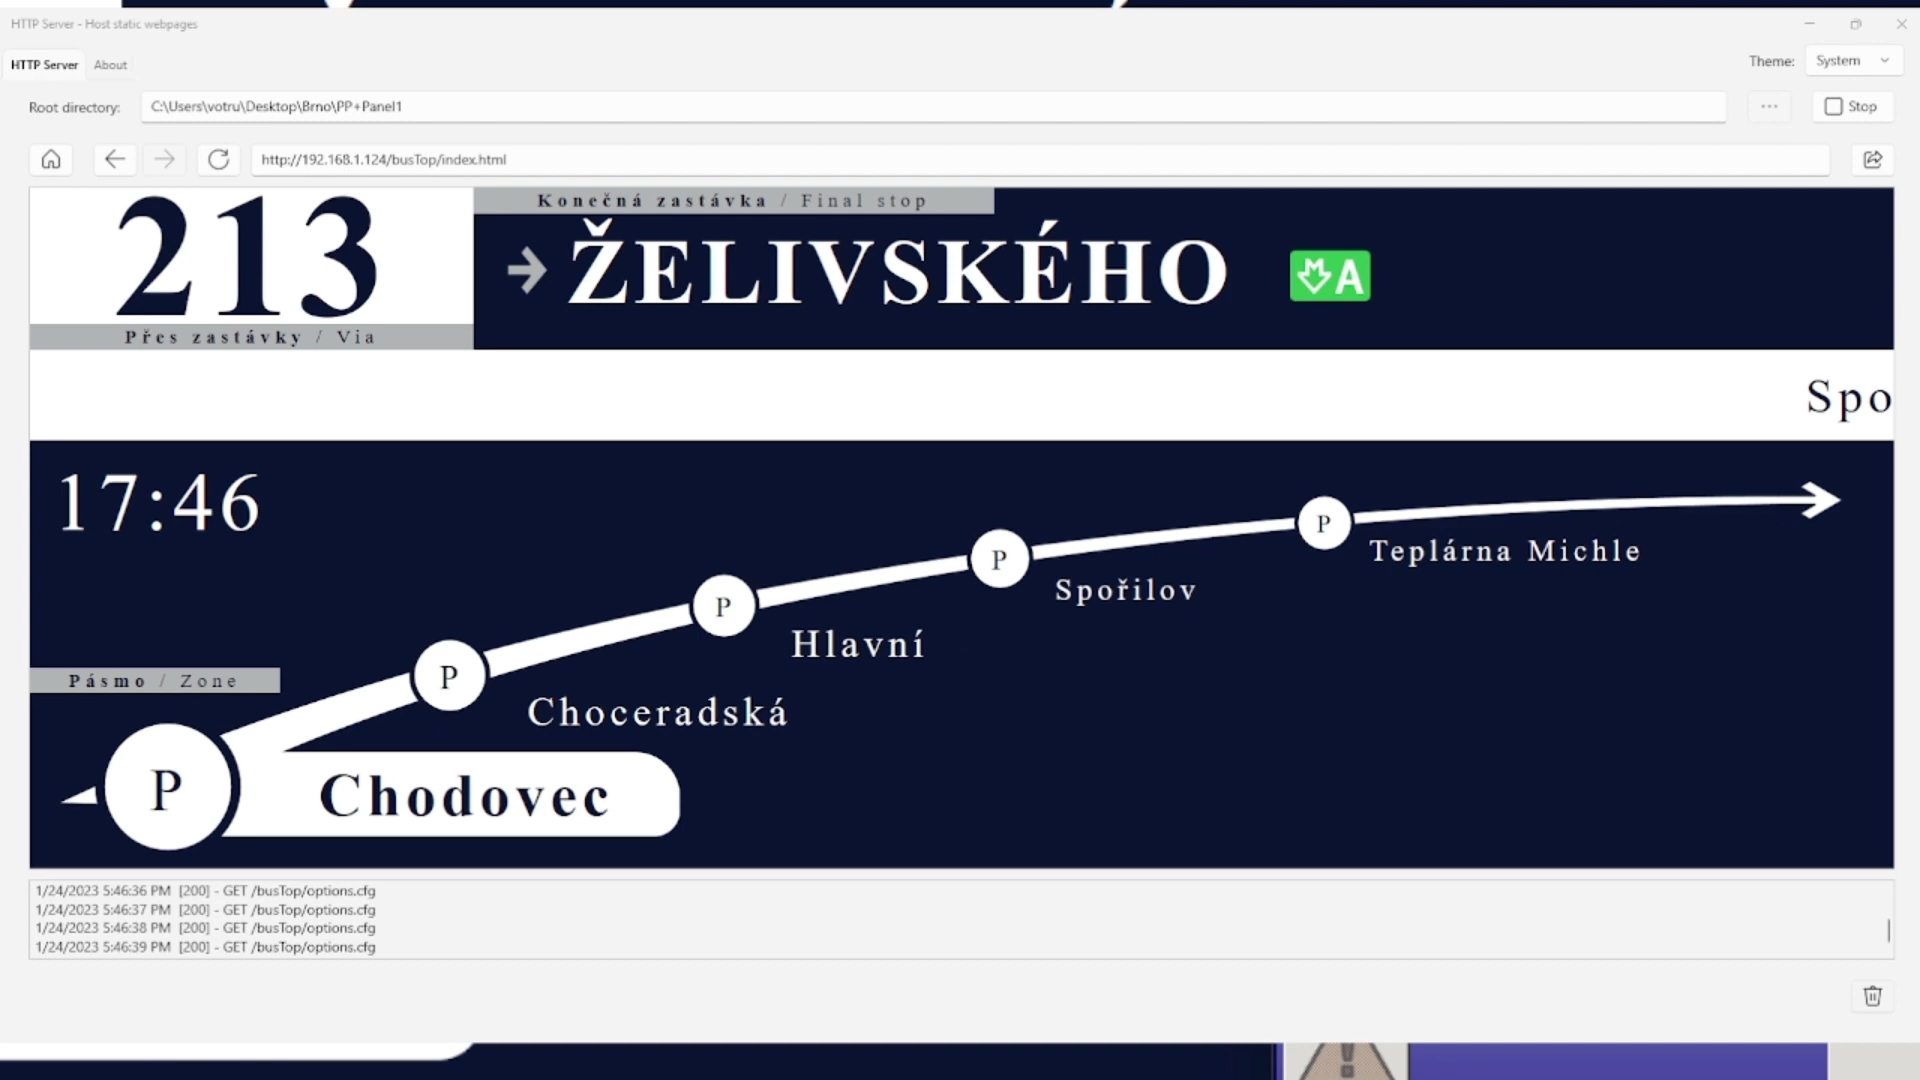 HTTP Server - Host static webpages
HTTP Server About
Theme: System
Root directory: C:\Users\votru\Desktop\Brno\PP+Panel1 ... Stop
http://192.168.1.124/busTop/index.html
213
Konečná zastávka / Final stop
ŽELIVSKÉHO A
Přes zastávky / Via
Spo
17:46
P
Teplárna Michle
P
Spořilov
P
Hlavní
P
Choceradská
Pásmo / Zone
P
Chodovec
1/24/2023 5:46:36 PM [200] - GET /busTop/options.cfg
1/24/2023 5:46:37 PM [200] - GET /busTop/options.cfg
1/24/2023 5:46:38 PM [200] - GET /busTop/options.cfg
1/24/2023 5:46:39 PM [200] - GET /busTop/options.cfg